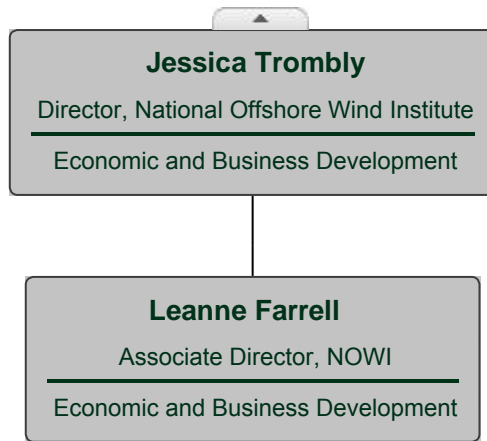 Jessica Trombly
Director, National Offshore Wind Institute
Economic and Business Development
Leanne Farrell
Associate Director, NOWI
Economic and Business Development